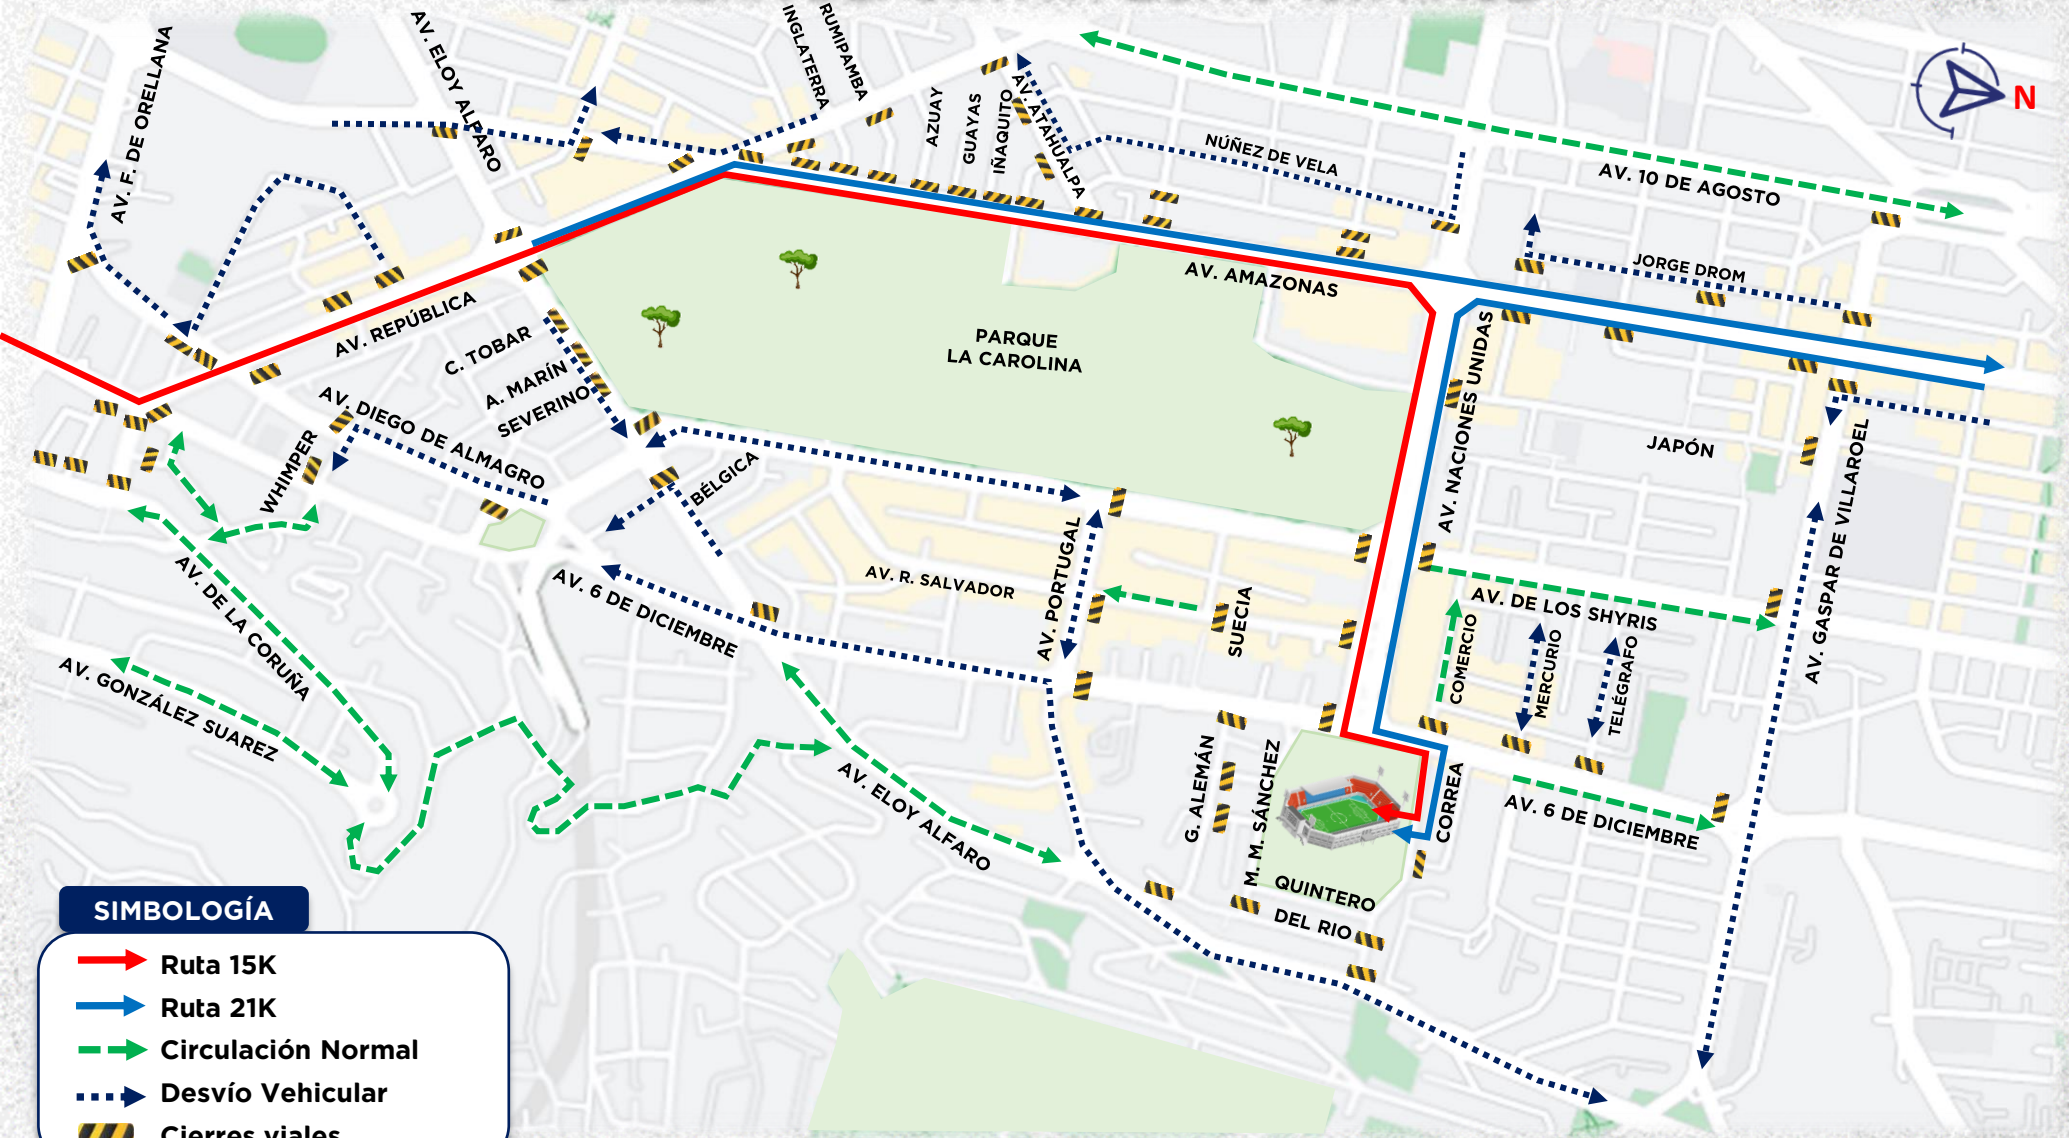 AV. F. DE ORELLANA
AV. ELOY ALFARO
INGLATERRA
RUMIPAMBA
AZUAY
GUAYAS
IÑAQUITO
AV. ATAHUALPA
NÚÑEZ DE VELA
AV. 10 DE AGOSTO
N
JORGE DROM
AV. AMAZONAS
AV. REPÚBLICA
C. TOBAR
A. MARÍN
SEVERINO
PARQUE
LA CAROLINA
AV. NACIONES UNIDAS
JAPÓN
AV. GASPAR DE VILLAROEL
AV. DIEGO DE ALMAGRO
WHIMPER
BÉLGICA
AV. 6 DE DICIEMBRE
AV. R. SALVADOR
AV. PORTUGAL
SUECIA
AV. DE LOS SHYRIS
COMERCIO
MERCURIO
TELÉGRAFO
AV. DE LA CORUÑA
AV. GONZÁLEZ SUAREZ
AV. ELOY ALFARO
G. ALEMÁN
M. M. SÁNCHEZ
CORREA
AV. 6 DE DICIEMBRE
QUINTERO
DEL RIO
SIMBOLOGÍA
Ruta 15K
Ruta 21K
Circulación Normal
Desvío Vehicular
Cierres viales